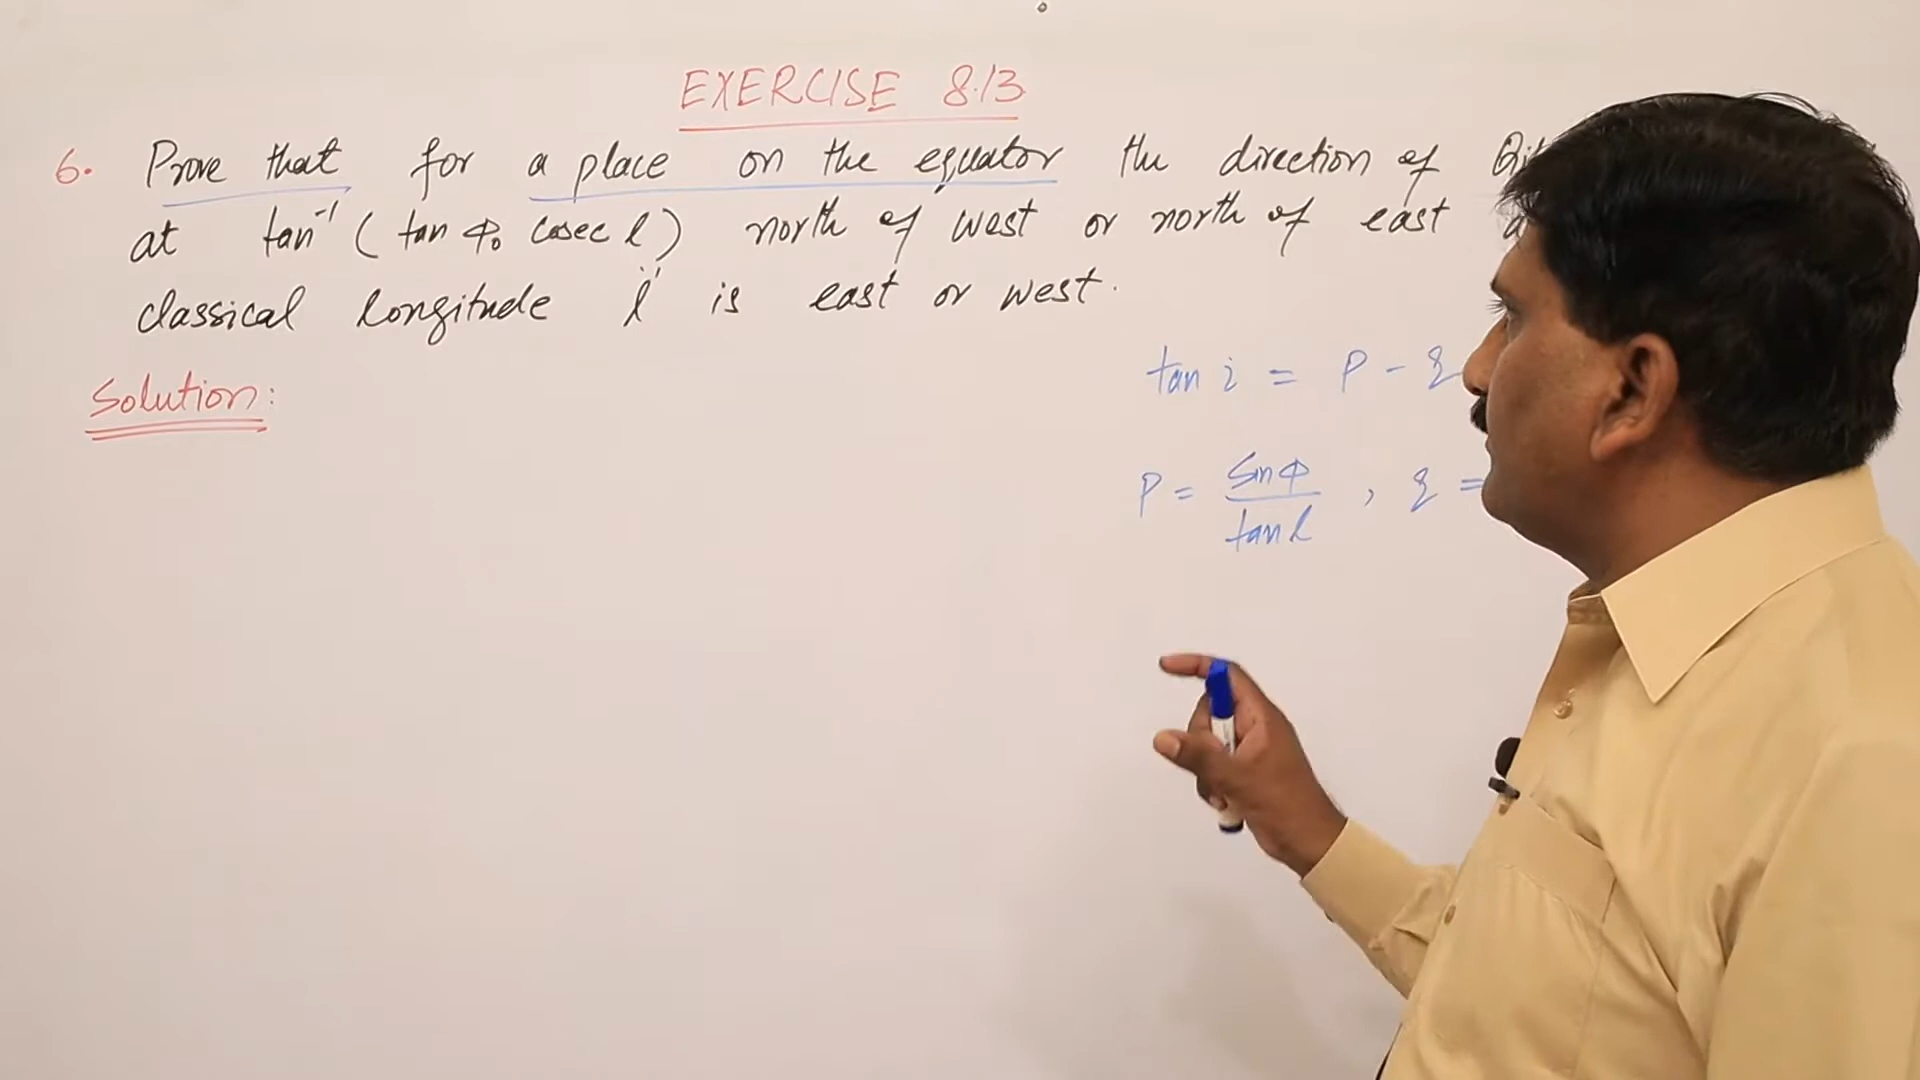 EXERCISE 8.13
6. Prove that for a place on the equator the direction of
at tan⁻¹ ( tan φ₀ cosec l ) north of west or north of east
classical longitude l' is east or west.
Solution:
tan i = P - q
P = sinφ / tan l , q =